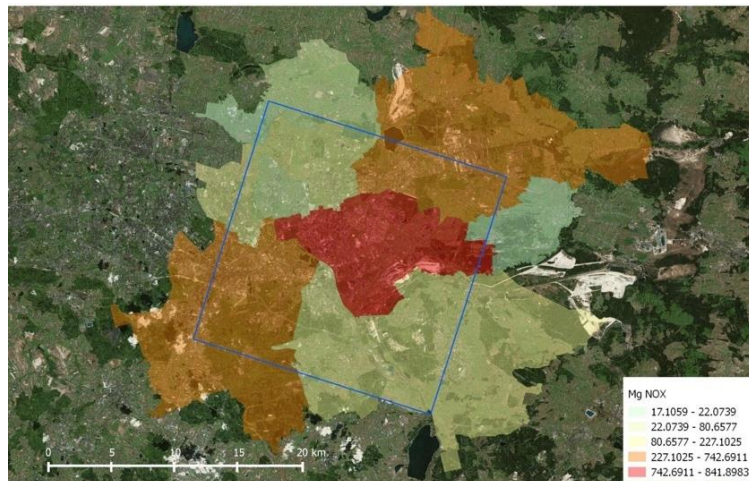 Mg NOX
17.1059 - 22.0739
22.0739 - 80.6577
80.6577 - 227.1025
227.1025 - 742.6911
742.6911 - 841.8983
0 5 10 15 20 km